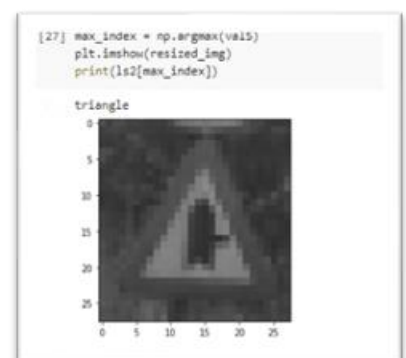 [27] max_index = np.argmax(val5)
plt.imshow(resized_img)
print(ls2[max_index])
triangle
0
5
10
15
20
25
0 5 10 15 20 25